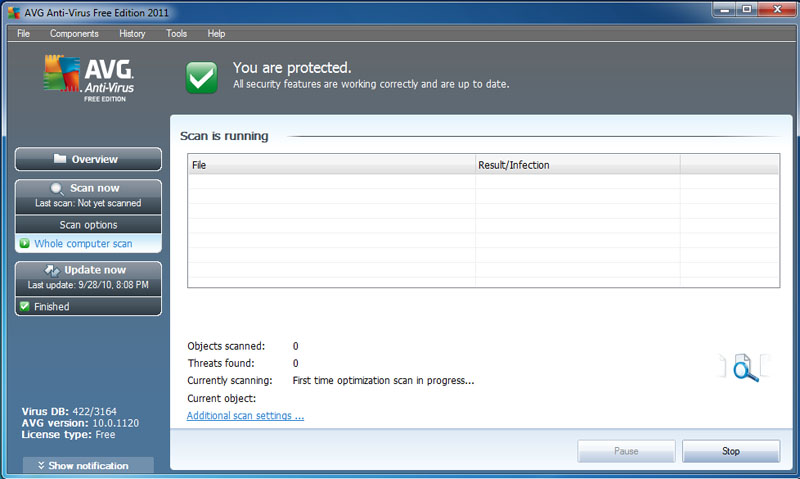 AVG Anti-Virus Free Edition 2011
File Components History Tools Help
AVG.
Anti-Virus
FREE EDITION
You are protected.
All security features are working correctly and are up to date.
Overview
Scan now
Last scan: Not yet scanned
Scan options
Whole computer scan
Update now
Last update: 9/28/10, 8:08 PM
Finished
Virus DB: 422/3164
AVG version: 10.0.1120
License type: Free
Show notification
Scan is running
File Result/Infection
Objects scanned: 0
Threats found: 0
Currently scanning: First time optimization scan in progress...
Current object:
Additional scan settings ...
Pause Stop